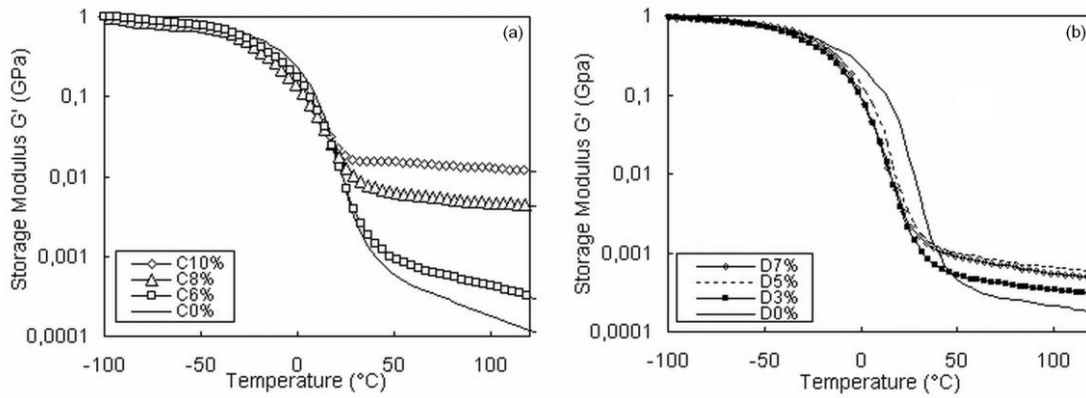 (a)
Storage Modulus G' (GPa)
1
0,1
0,01
0,001
0,0001
C10%
C8%
C6%
C0%
-100 -50 0 50 100
Temperature (°C)
(b)
Storage Modulus G' (Gpa)
1
0,1
0,01
0,001
0,0001
D7%
D5%
D3%
D0%
-100 -50 0 50 100
Temperature (°C)